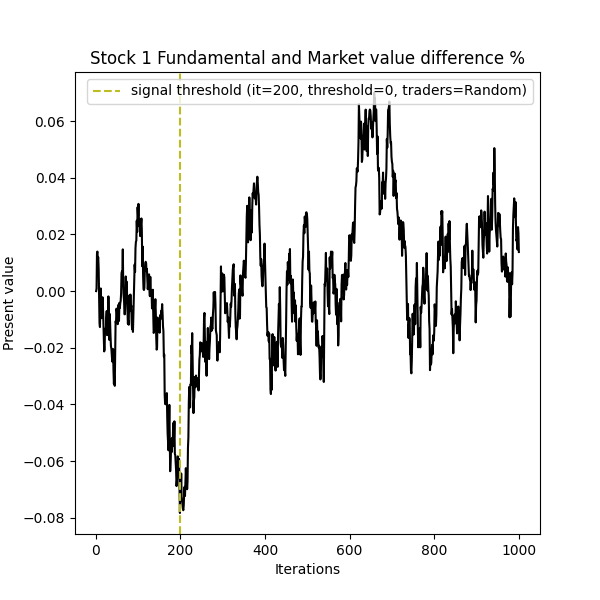 Stock 1 Fundamental and Market value difference %
signal threshold (it=200, threshold=0, traders=Random)
Present value
0.06
0.04
0.02
0.00
−0.02
−0.04
−0.06
−0.08
0 200 400 600 800 1000
Iterations